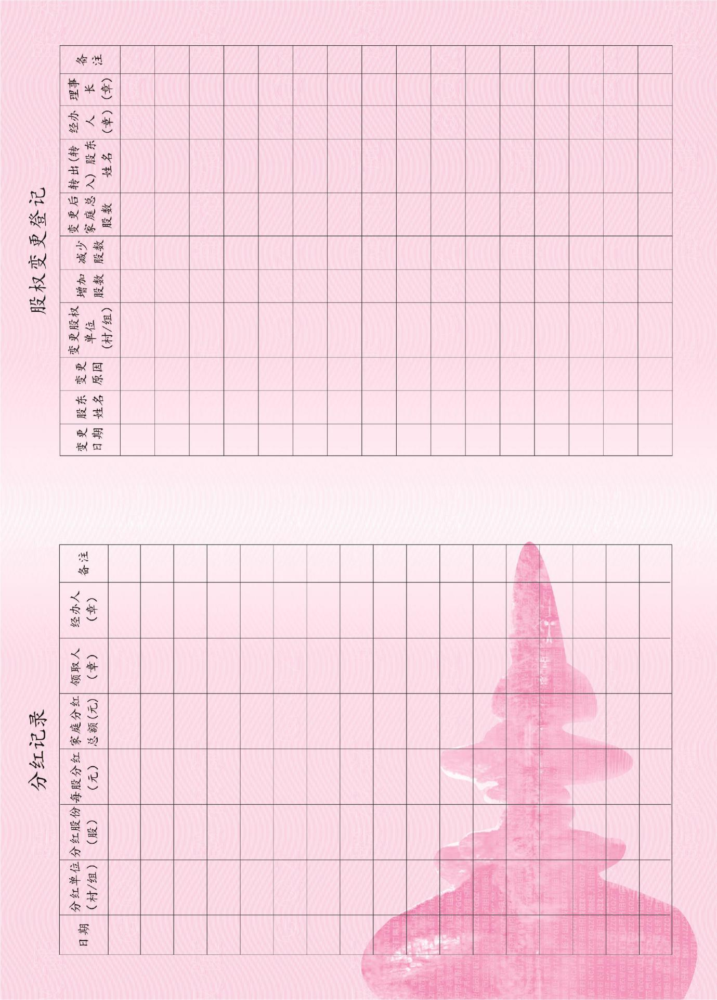 分红记录
日期
分红单位
(村/组)
分红股份
(股)
每股分红
(元)
家庭分红
总额(元)
领取人
(章)
经办人
(章)
备注
股权变更登记
变更
日期
股东
姓名
变更
原因
变更股权
单位
(村/组)
增加
股数
减少
股数
变更后
家庭总
股数
转出(转
入)股东
姓名
经办
人
(章)
理事
长
(章)
备
注